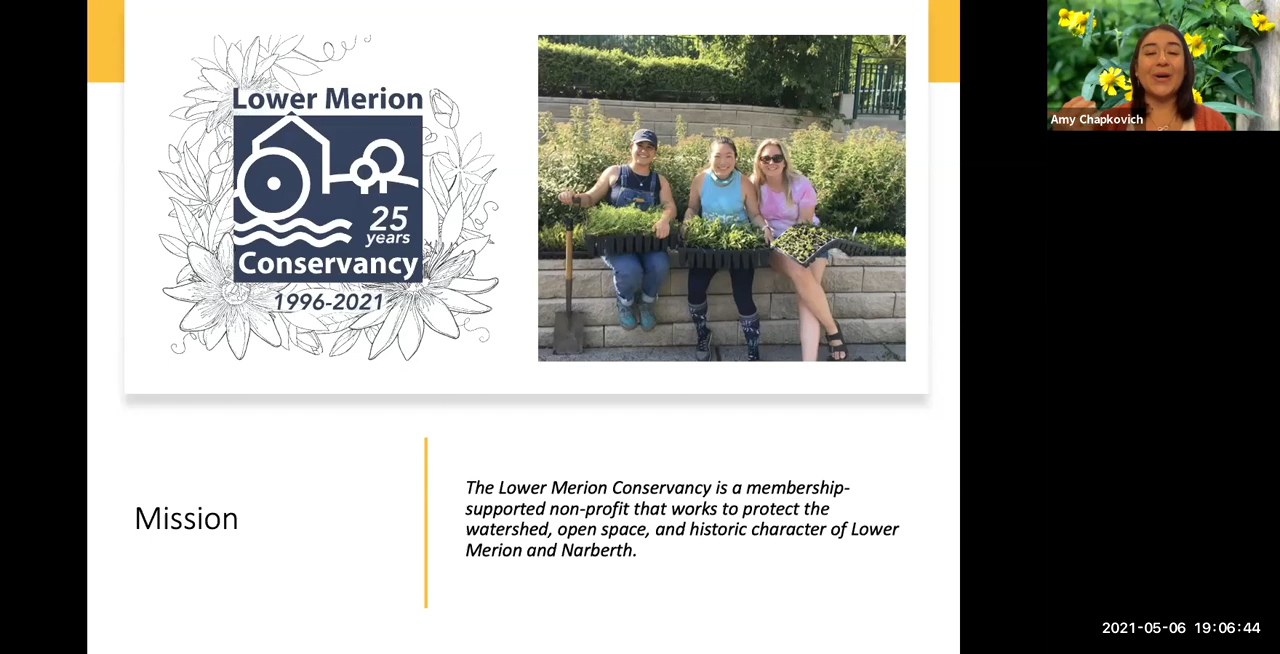 Lower Merion
25
years
Conservancy
1996-2021
Amy Chapkovich
Mission
The Lower Merion Conservancy is a membership-
supported non-profit that works to protect the
watershed, open space, and historic character of Lower
Merion and Narberth.
2021-05-06 19:06:44